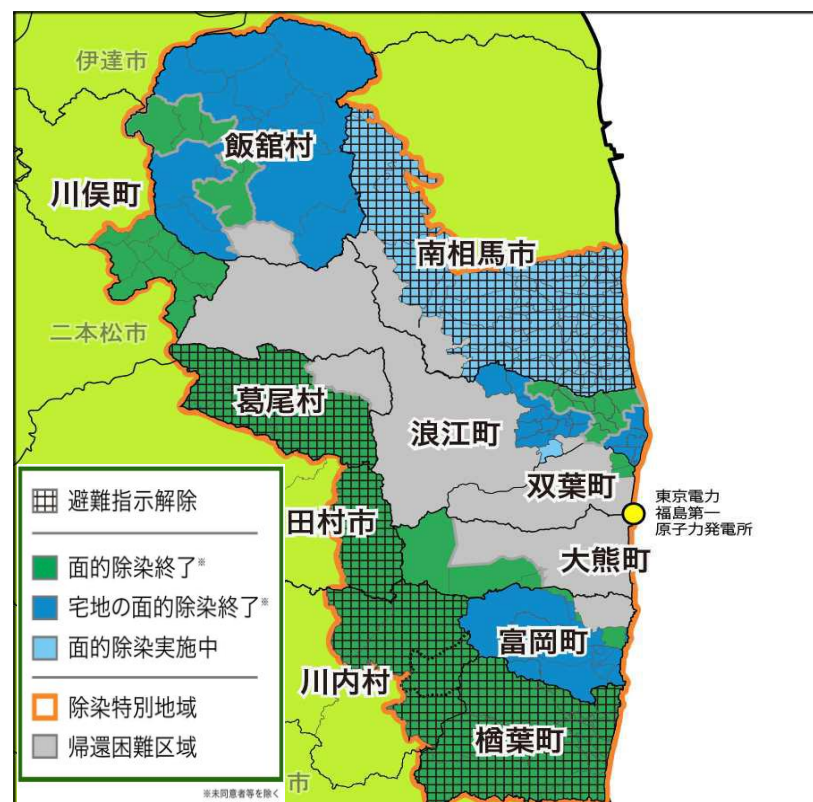 伊達市
飯舘村
川俣町
南相馬市
二本松市
葛尾村
浪江町
双葉町
東京電力
福島第一
原子力発電所
田村市
大熊町
富岡町
川内村
楢葉町
避難指示解除
面的除染終了※
宅地の面的除染終了※
面的除染実施中
除染特別地域
帰還困難区域
※未同意者等を除く
市